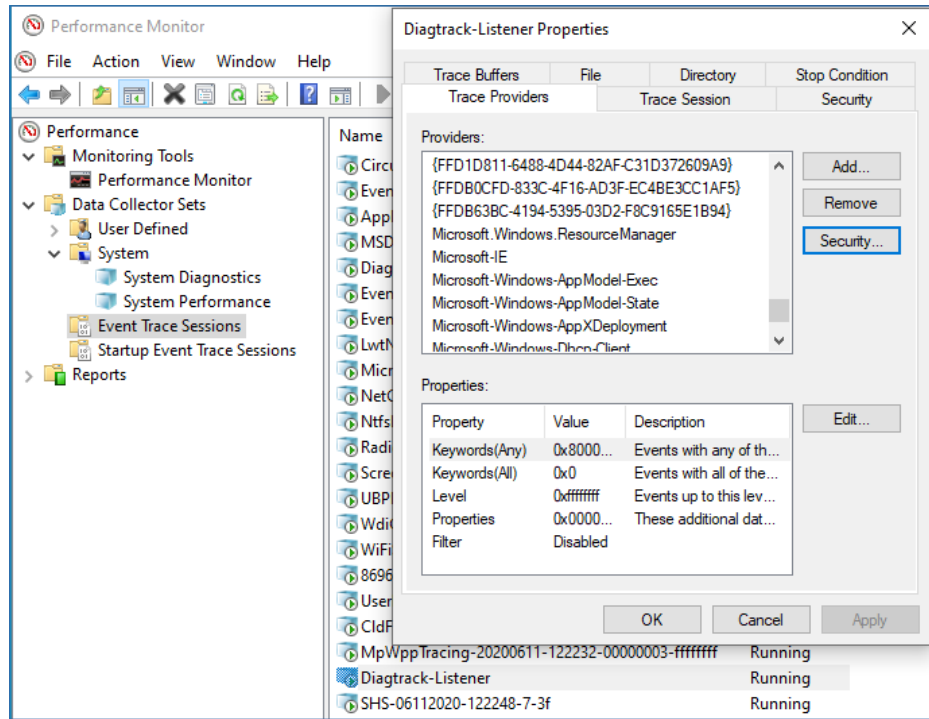 Performance Monitor
File Action View Window Help
Performance
Monitoring Tools
Performance Monitor
Data Collector Sets
User Defined
System
System Diagnostics
System Performance
Event Trace Sessions
Startup Event Trace Sessions
Reports
Name
Circu
Even
Appl
MSD
Diag
Even
Even
LwtN
Micr
NetC
Ntfs
Radi
Scree
UBP
WdiC
WiFi
8696
User
CldF
MpWppTracing-20200611-122232-00000003-ffffffff Running
Diagtrack-Listener Running
SHS-06112020-122248-7-3f Running
Diagtrack-Listener Properties
Trace Buffers File Directory Stop Condition
Trace Providers Trace Session Security
Providers:
{FFD1D811-6488-4D44-82AF-C31D372609A9}
{FFDB0CFD-833C-4F16-AD3F-EC4BE3CC1AF5}
{FFDB63BC-4194-5395-03D2-F8C9165E1B94}
Microsoft.Windows.ResourceManager
Microsoft-IE
Microsoft-Windows-AppModel-Exec
Microsoft-Windows-AppModel-State
Microsoft-Windows-AppXDeployment
Microsoft-Windows-Dhcp-Client
Add...
Remove
Security...
Properties:
Property Value Description
Keywords(Any) 0x8000... Events with any of th...
Keywords(All) 0x0 Events with all of the...
Level 0xffffffff Events up to this lev...
Properties 0x0000... These additional dat...
Filter Disabled
Edit...
OK Cancel Apply